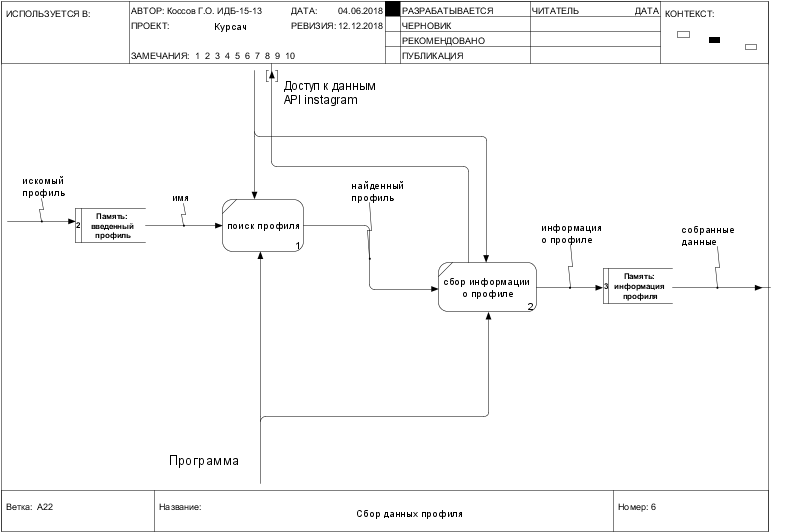 ИСПОЛЬЗУЕТСЯ В:
АВТОР: Коссов Г.О. ИДБ-15-13
ДАТА: 04.06.2018
РАЗРАБАТЫВАЕТСЯ
ЧИТАТЕЛЬ
ДАТА
КОНТЕКСТ:
ПРОЕКТ: Курсач
РЕВИЗИЯ: 12.12.2018
ЧЕРНОВИК
РЕКОМЕНДОВАНО
ЗАМЕЧАНИЯ: 1 2 3 4 5 6 7 8 9 10
ПУБЛИКАЦИЯ
Доступ к данным
API instagram
искомый
профиль
2
Память:
введенный
профиль
имя
поиск профиля
1
найденный
профиль
сбор информации
о профиле
2
информация
о профиле
3
Память:
информация
профиля
собранные
данные
Программа
Ветка: A22
Название:
Сбор данных профиля
Номер: 6